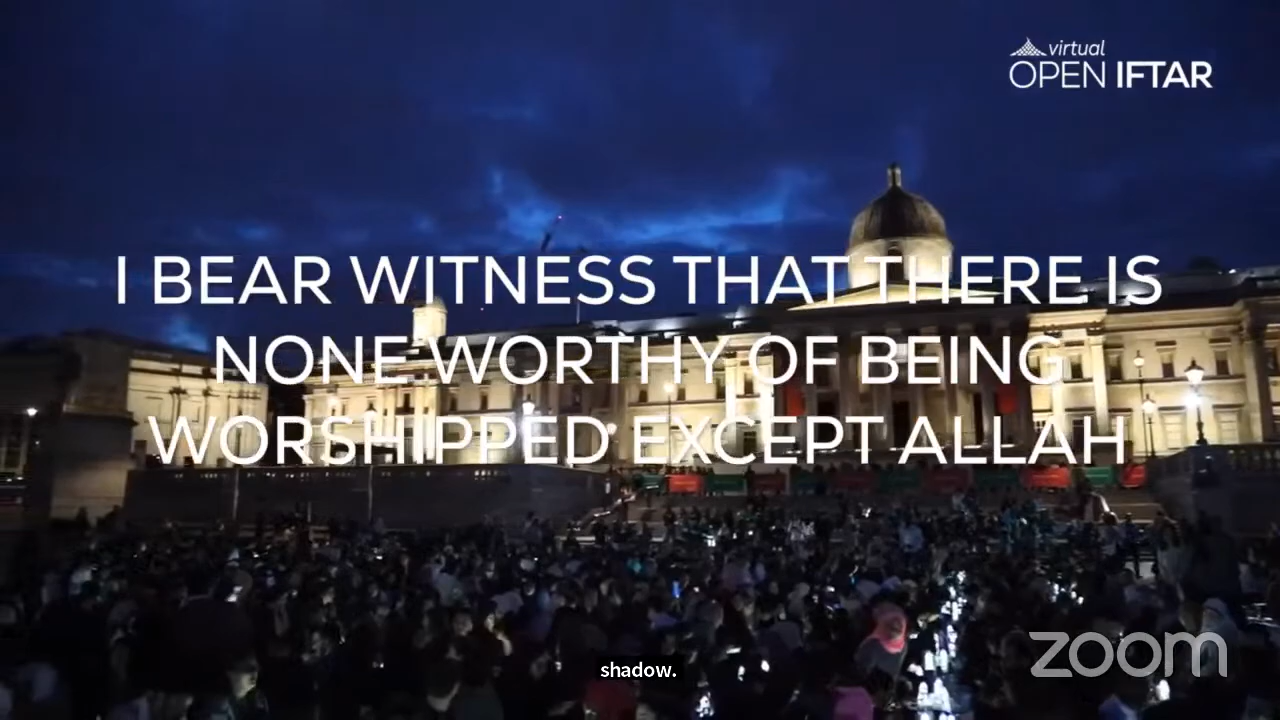 virtual
OPEN IFTAR
I BEAR WITNESS THAT THERE IS
NONE WORTHY OF BEING
WORSHIPPED EXCEPT ALLAH
zoom
shadow.